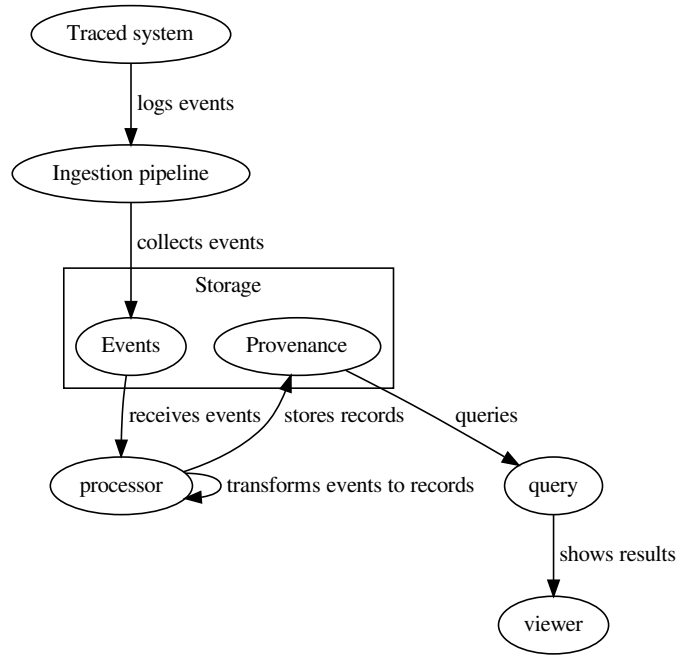 Traced system
logs events
Ingestion pipeline
collects events
Storage
Events
Provenance
receives events
stores records
queries
processor
transforms events to records
query
shows results
viewer